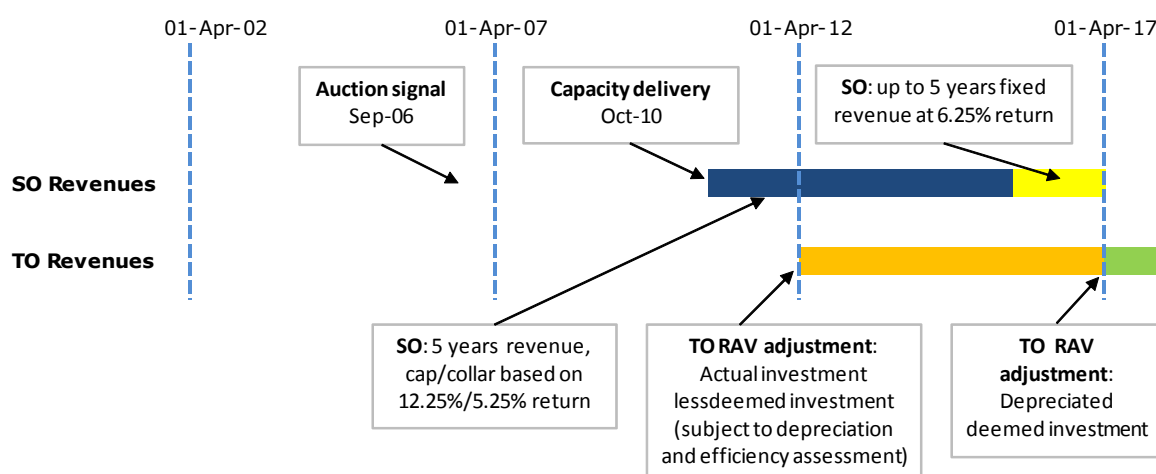 01-Apr-02
01-Apr-07
01-Apr-12
01-Apr-17
Auction signal
Sep-06
Capacity delivery
Oct-10
SO: up to 5 years fixed
revenue at 6.25% return
SO Revenues
TO Revenues
SO: 5 years revenue,
cap/collar based on
12.25%/5.25% return
TO RAV adjustment:
Actual investment
lessdeemed investment
(subject to depreciation
and efficiency assessment)
TO RAV
adjustment:
Depreciated
deemed investment